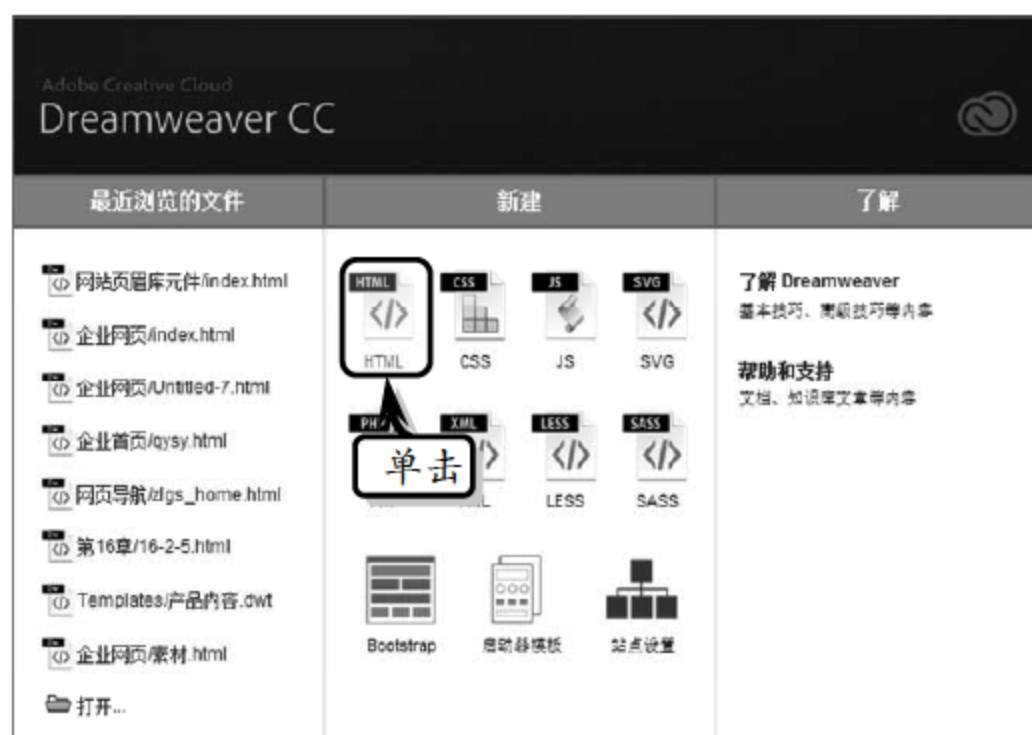 Adobe Creative Cloud
Dreamweaver CC
最近浏览的文件
网站页眉库元件/index.html
企业网页/index.html
企业网页/Untitled-7.html
企业首页/qysy.html
网页导航/zlgs_home.html
第16章/16-2-5.html
Templates/产品内容.dwt
企业网页/素材.html
打开...
新建
HTML CSS JS SVG
HTML CSS JS SVG
XML LESS SASS
单击
LESS SASS
Bootstrap 启动器模板 站点设置
了解
了解 Dreamweaver
基本技巧、高级技巧等内容
帮助和支持
文档、知识库文章等内容